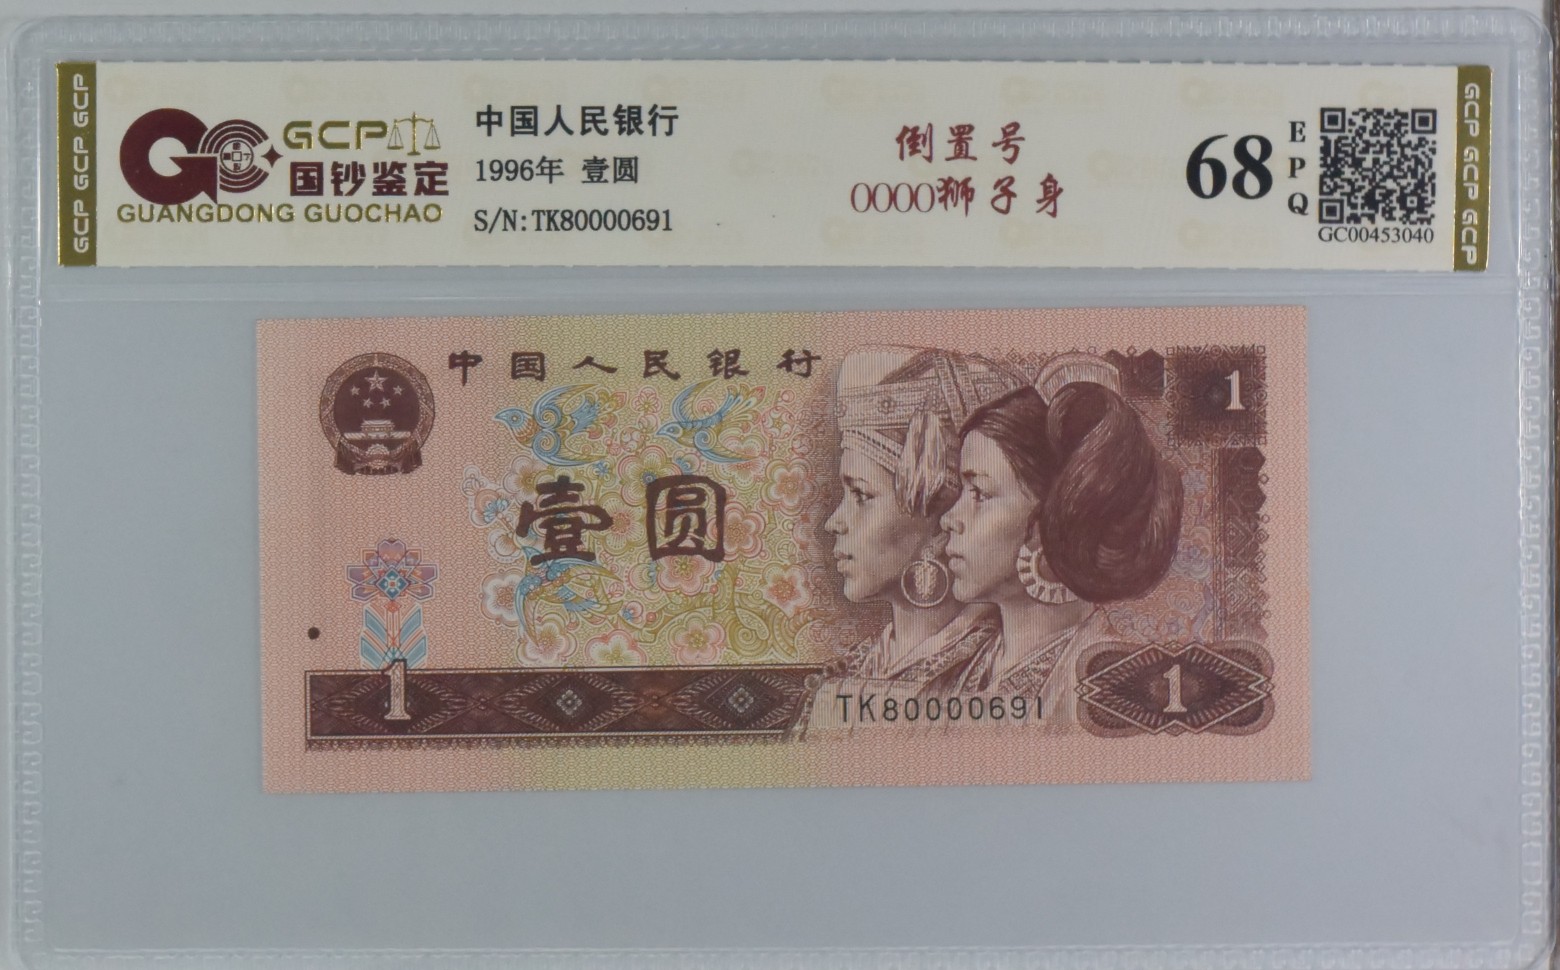 GCP GCP GCP
GCP
国钞鉴定
GUANGDONG GUOCHAO
中国人民银行
1996年 壹圆
S/N:TK80000691
倒置号
0000狮子身
68
EPQ
GC00453040
GCP GCP GCP
中国人民银行
1
壹圆
1
TK80000691
1